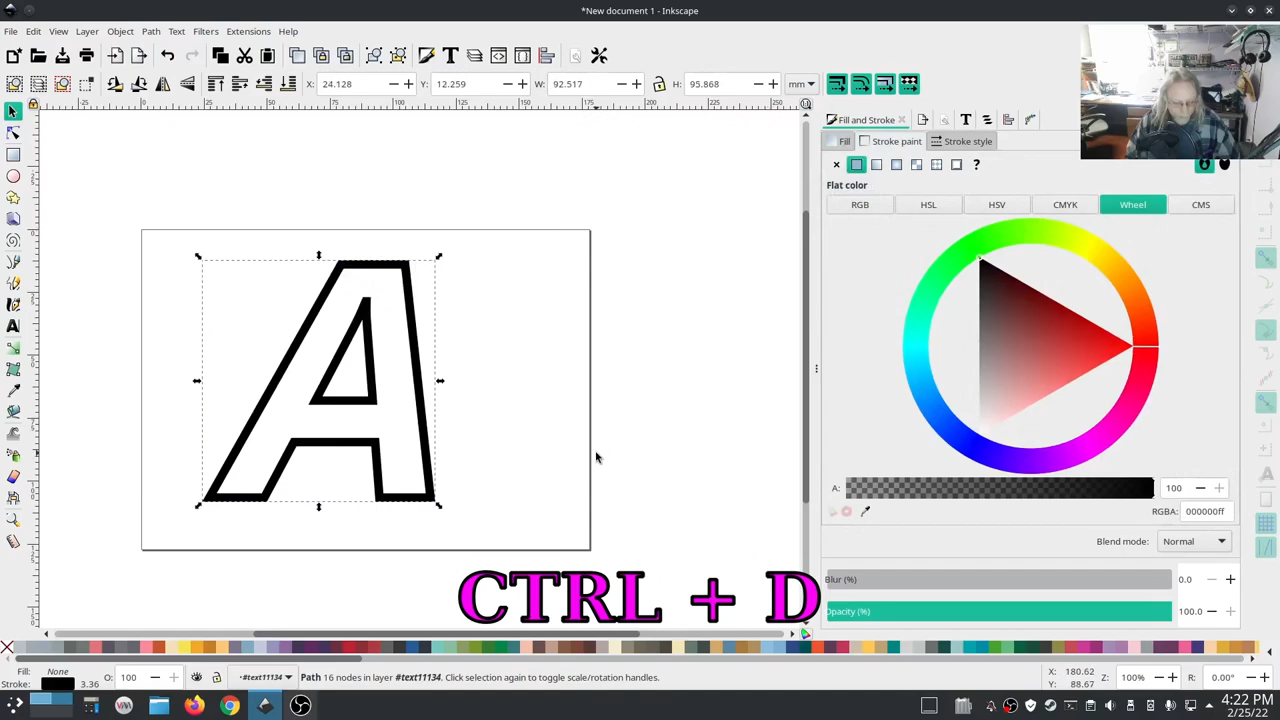 *New document 1 - Inkscape
File Edit View Layer Object Path Text Filters Extensions Help
X: 24.128 Y: 12.259 W: 92.517 H: 95.868 mm
Fill and Stroke
Fill Stroke paint Stroke style
Flat color
RGB HSL HSV CMYK Wheel CMS
A
A: 100
RGBA: 000000ff
Blend mode: Normal
CTRL + D
Blur (%) 0.0
Opacity (%) 100.0
Fill: None
Stroke: 3.36
O: 100
#text11134
Path 16 nodes in layer #text11134. Click selection again to toggle scale/rotation handles.
X: 180.62
Y: 88.67
Z: 100%
R: 0.00°
4:22 PM
2/25/22